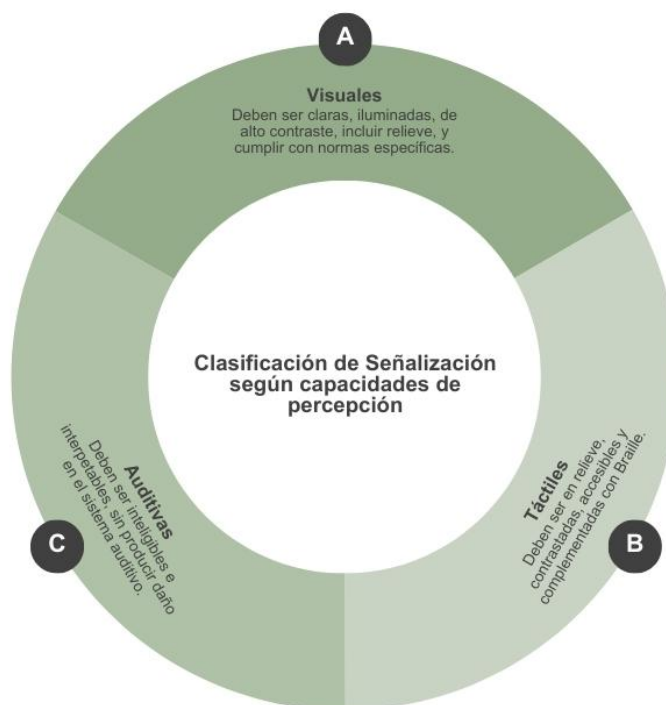 A
Visuales
Deben ser claras, iluminadas, de
alto contraste, incluir relieve, y
cumplir con normas específicas.
Clasificación de Señalización
según capacidades de
percepción
B
Táctiles
Deben ser en relieve,
contrastadas, accesibles y
complementadas con Braille.
C
Auditivas
Deben ser inteligibles e
interpetables, sin producir daño
en el sistema auditivo.